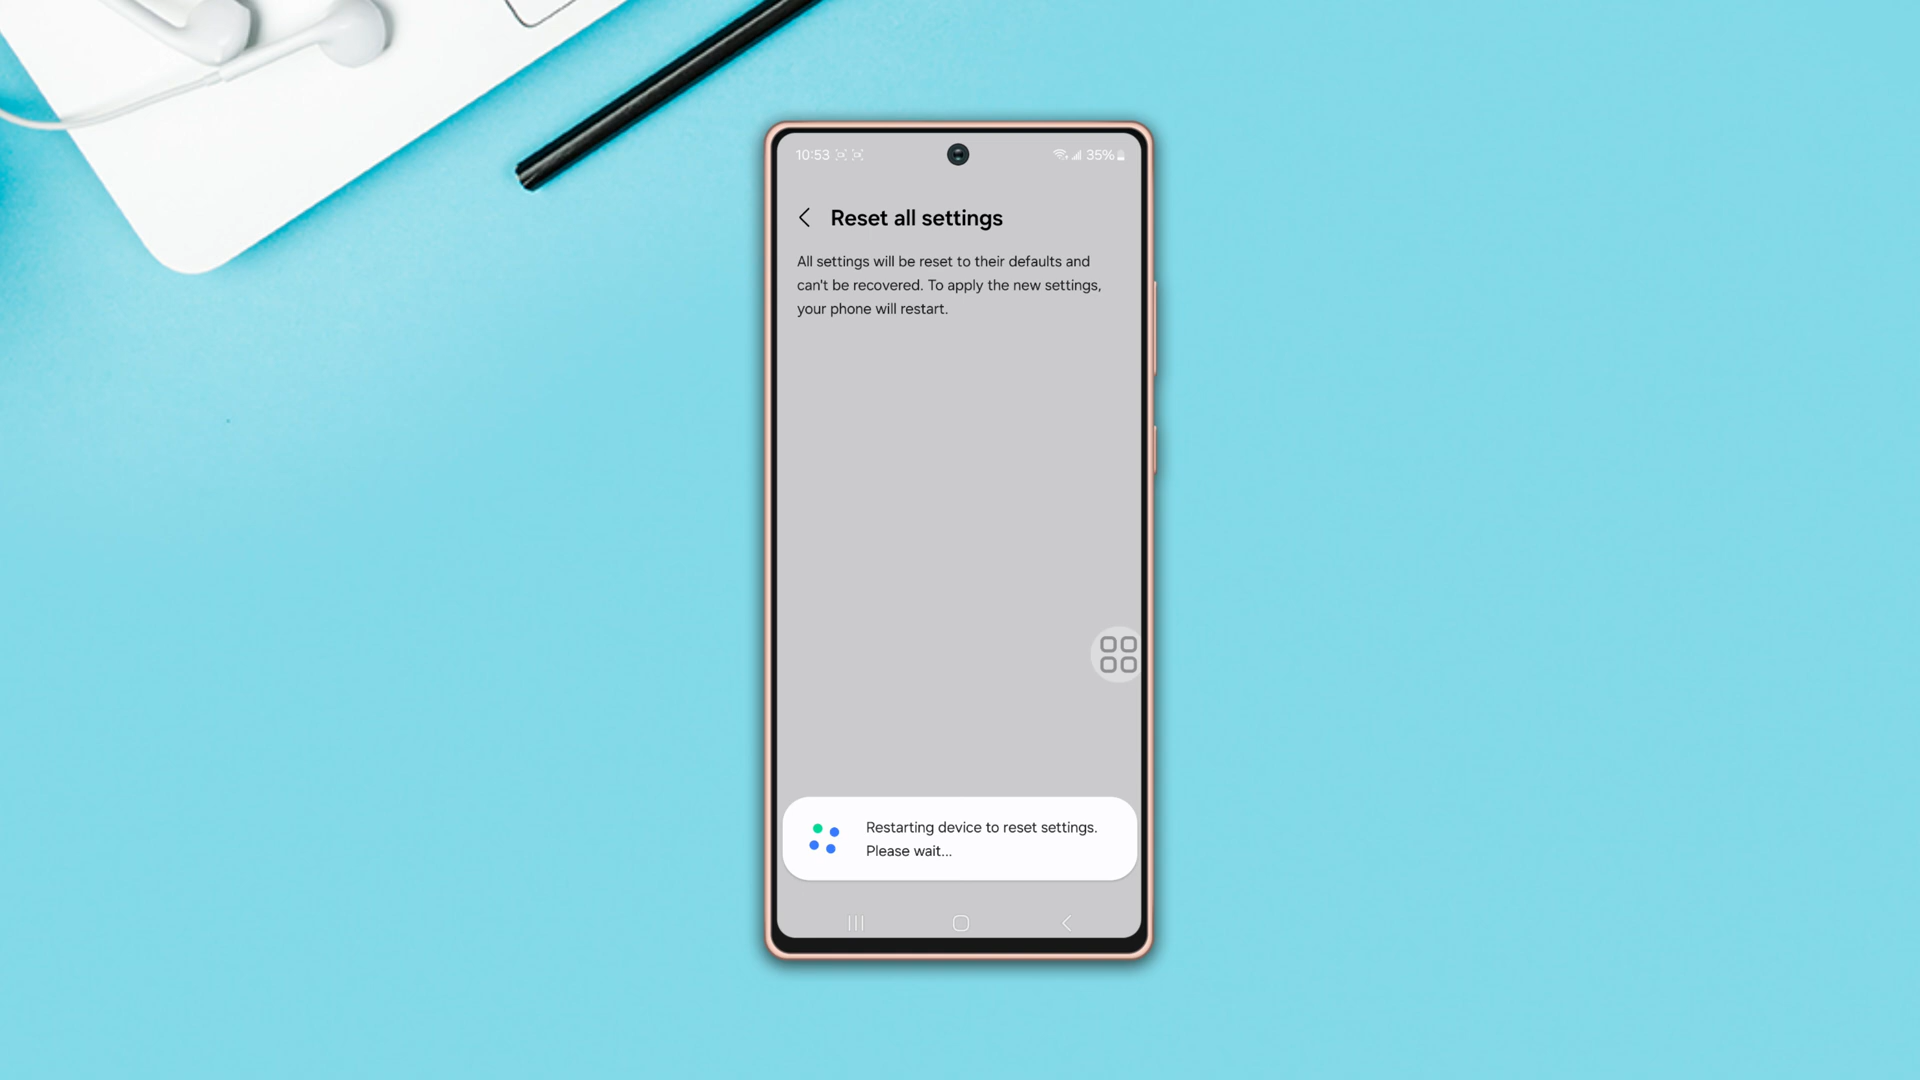 10:53
35%
Reset all settings
All settings will be reset to their defaults and
can't be recovered. To apply the new settings,
your phone will restart.
Restarting device to reset settings.
Please wait...